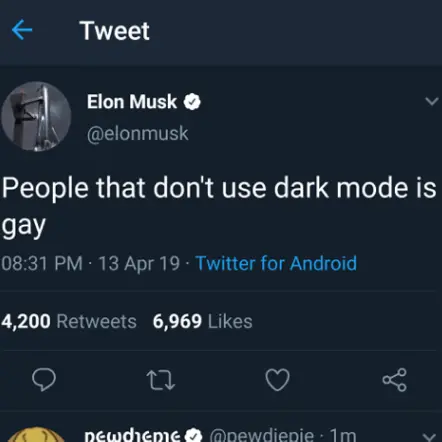 Tweet
Elon Musk
@elonmusk
People that don't use dark mode is
gay
08:31 PM · 13 Apr 19 · Twitter for Android
4,200 Retweets 6,969 Likes
@pewdiepie · 1m